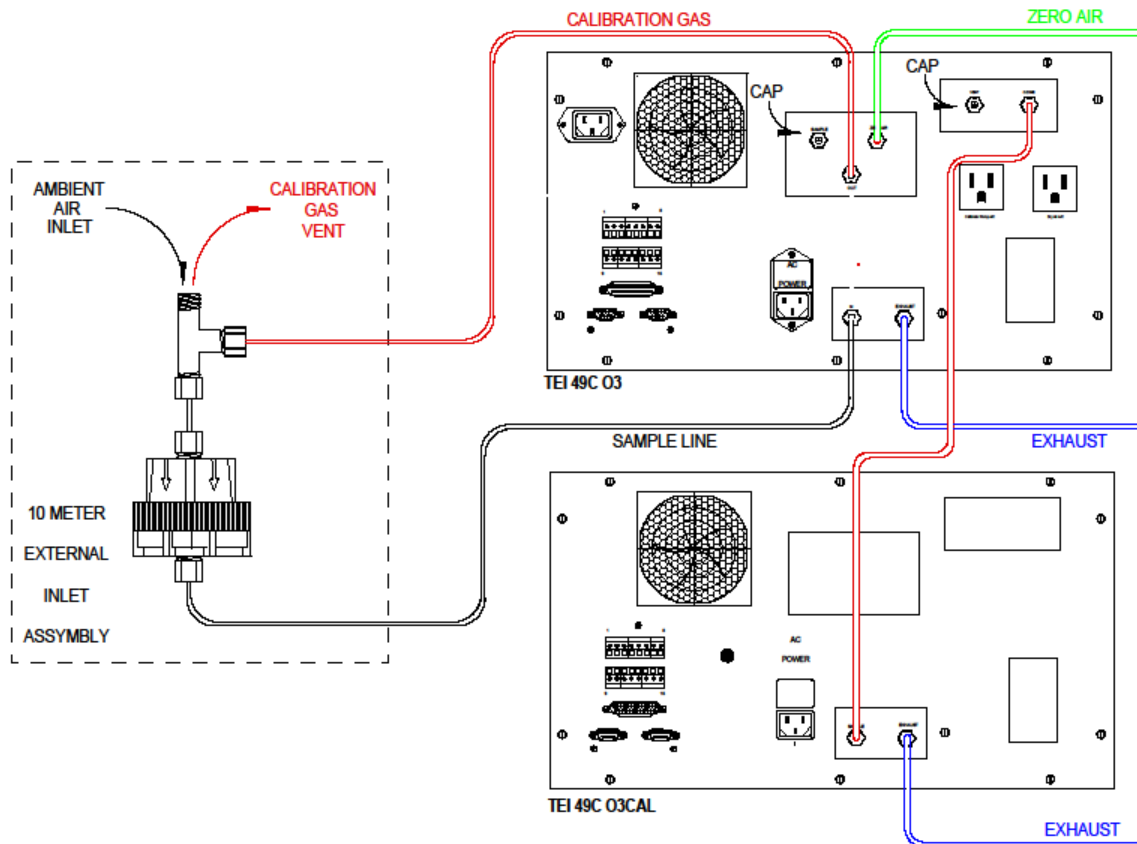 CALIBRATION GAS
ZERO AIR
CAP
CAP
AMBIENT
AIR
INLET
CALIBRATION
GAS
VENT
AC
POWER
EXHAUST
TEI 49C O3
SAMPLE LINE
EXHAUST
10 METER
EXTERNAL
INLET
ASSYMBLY
AC
POWER
EXHAUST
TEI 49C O3CAL
EXHAUST